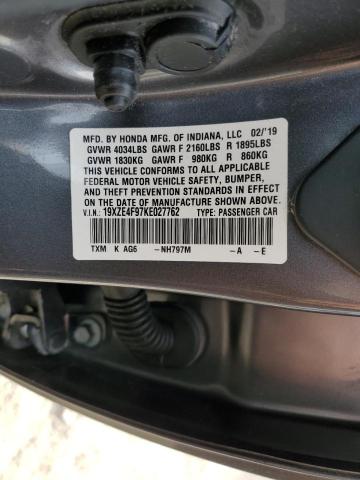 MFD. BY HONDA MFG. OF INDIANA, LLC 02/'19
GVWR 4034LBS GAWR F 2160LBS R 1895LBS
GVWR 1830KG GAWR F 980KG R 860KG
THIS VEHICLE CONFORMS TO ALL APPLICABLE
FEDERAL MOTOR VEHICLE SAFETY, BUMPER,
AND THEFT PREVENTION STANDARDS IN EFFECT
ON THE DATE OF MANUFACTURE SHOWN ABOVE.
V.I.N.: 19XZE4F97KE027762 TYPE: PASSENGER CAR
TXM K AG6 -NH797M -A -E